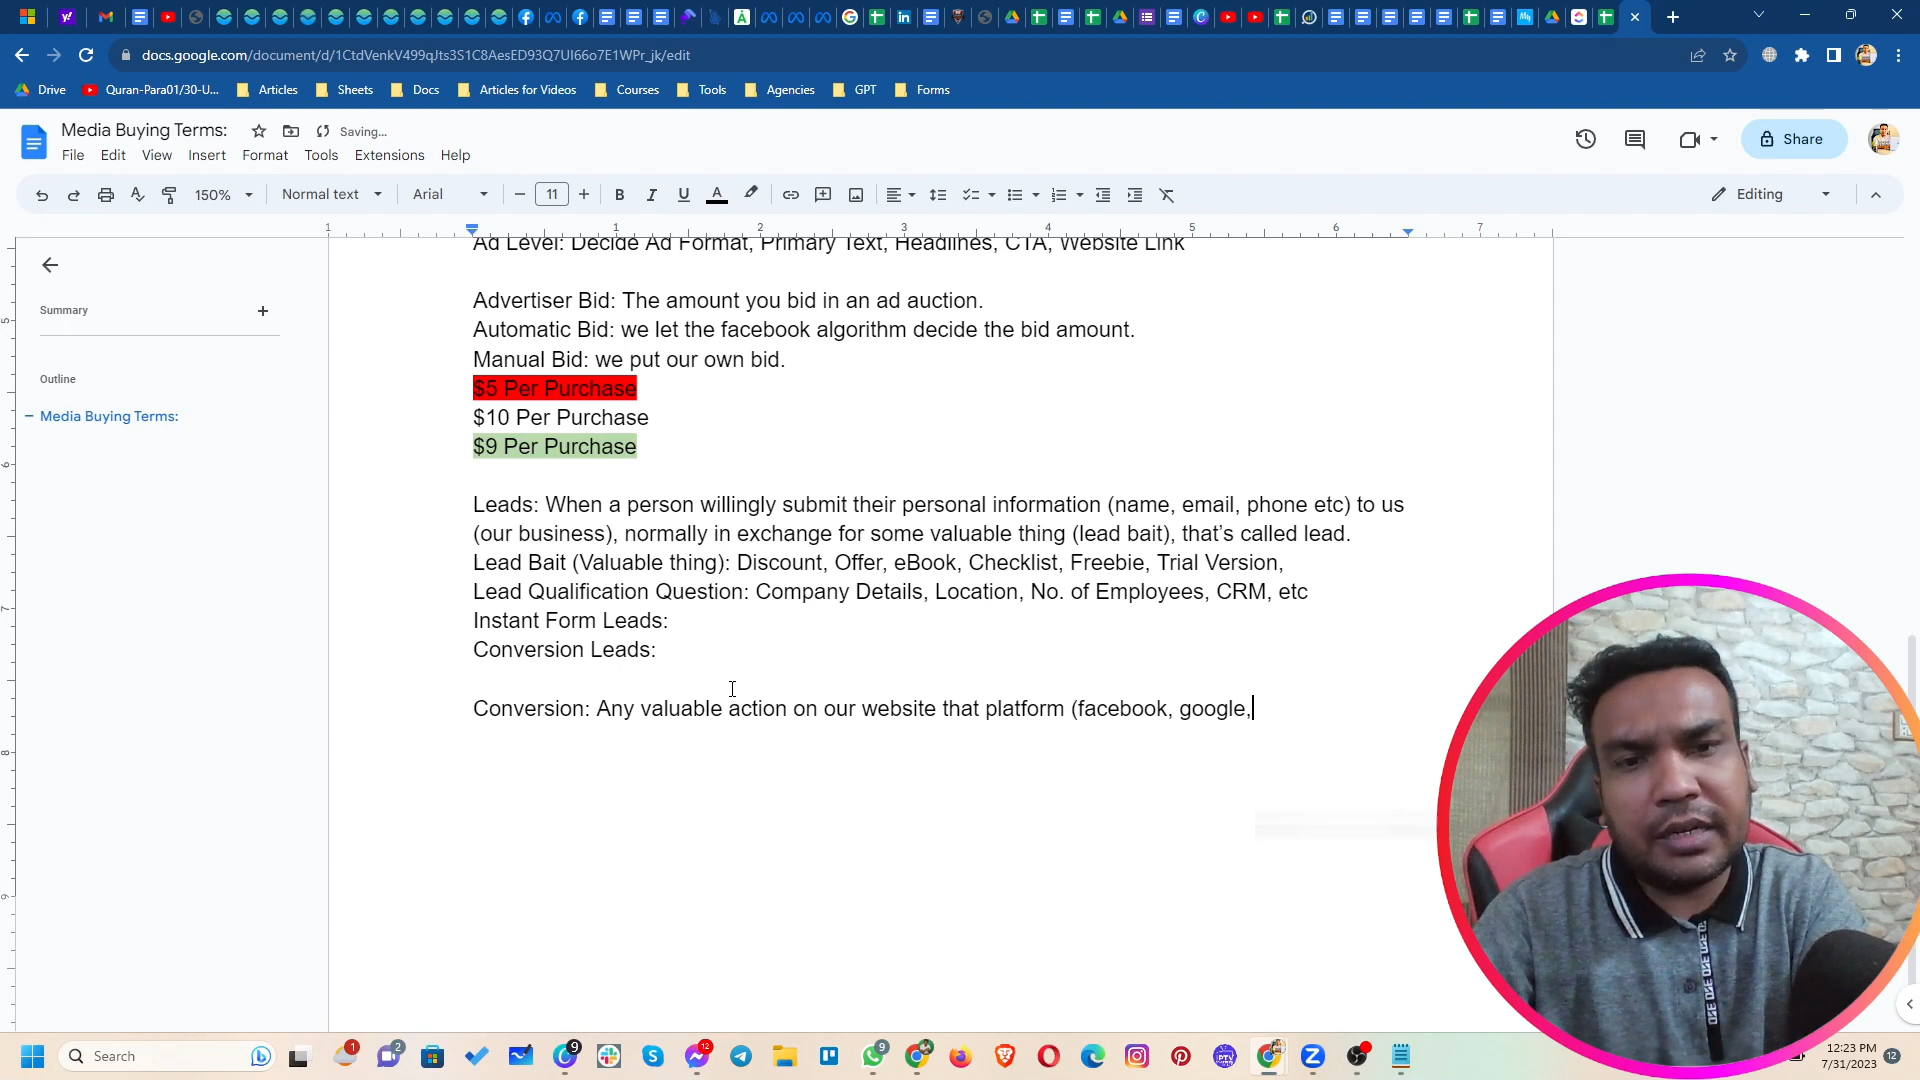 docs.google.com/document/d/1CtdVenkV499qJts3S1C8AesED93Q7UI66o7E1WPr_jk/edit
Drive
Quran-Para01/30-U...
Articles
Sheets
Docs
Articles for Videos
Courses
Tools
Agencies
GPT
Forms
Media Buying Terms:
Saving...
File Edit View Insert Format Tools Extensions Help
Share
150%
Normal text
Arial
11
Editing
1 1 2 3 4 5 6 7
Ad Level: Decide Ad Format, Primary Text, Headlines, CTA, Website Link
Summary
Outline
Media Buying Terms:
Advertiser Bid: The amount you bid in an ad auction.
Automatic Bid: we let the facebook algorithm decide the bid amount.
Manual Bid: we put our own bid.
$5 Per Purchase
$10 Per Purchase
$9 Per Purchase
Leads: When a person willingly submit their personal information (name, email, phone etc) to us
(our business), normally in exchange for some valuable thing (lead bait), that’s called lead.
Lead Bait (Valuable thing): Discount, Offer, eBook, Checklist, Freebie, Trial Version,
Lead Qualification Question: Company Details, Location, No. of Employees, CRM, etc
Instant Form Leads:
Conversion Leads:
Conversion: Any valuable action on our website that platform (facebook, google,
Search
12:23 PM
7/31/2023